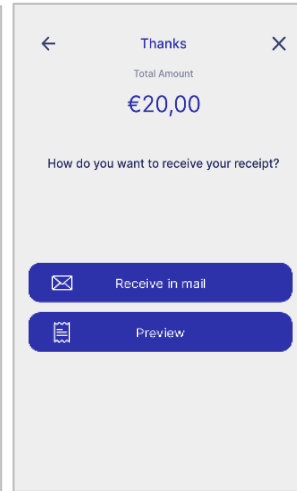 Thanks
Total Amount
€20,00
How do you want to receive your receipt?
Receive in mail
Preview